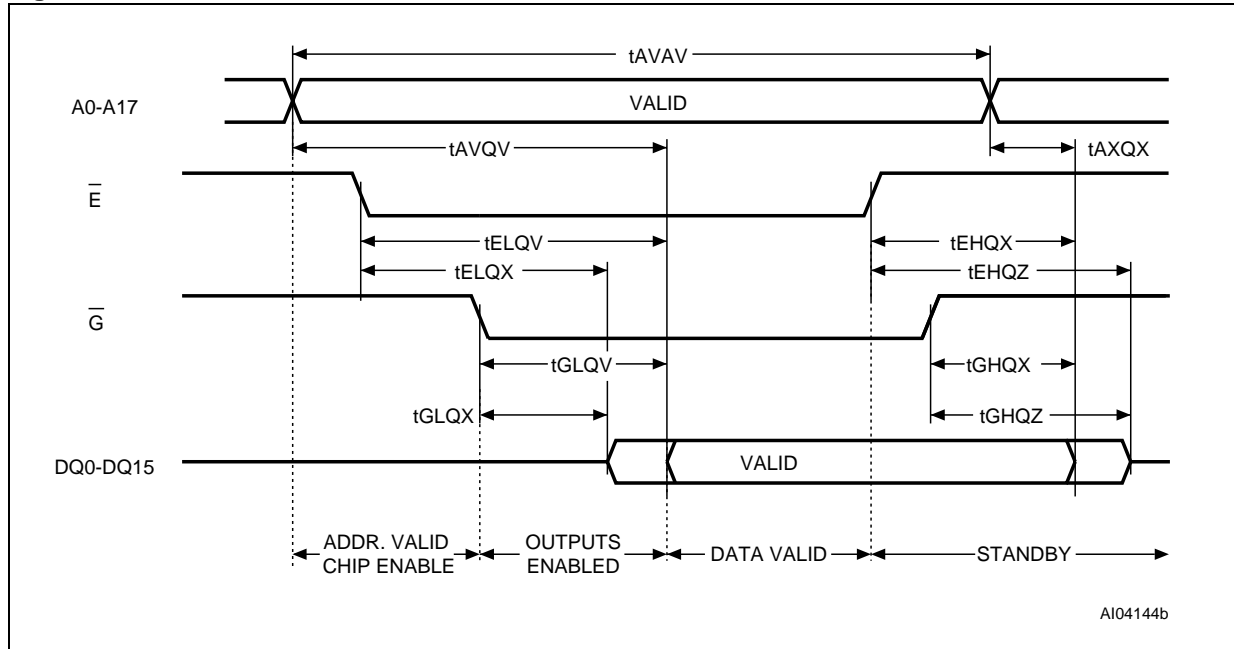 tAVAV
A0-A17
VALID
tAVQV
tAXQX
E
tELQV
tEHQX
tELQX
tEHQZ
G
tGLQV
tGHQX
tGLQX
tGHQZ
DQ0-DQ15
VALID
ADDR. VALID
CHIP ENABLE
OUTPUTS
ENABLED
DATA VALID
STANDBY
AI04144b